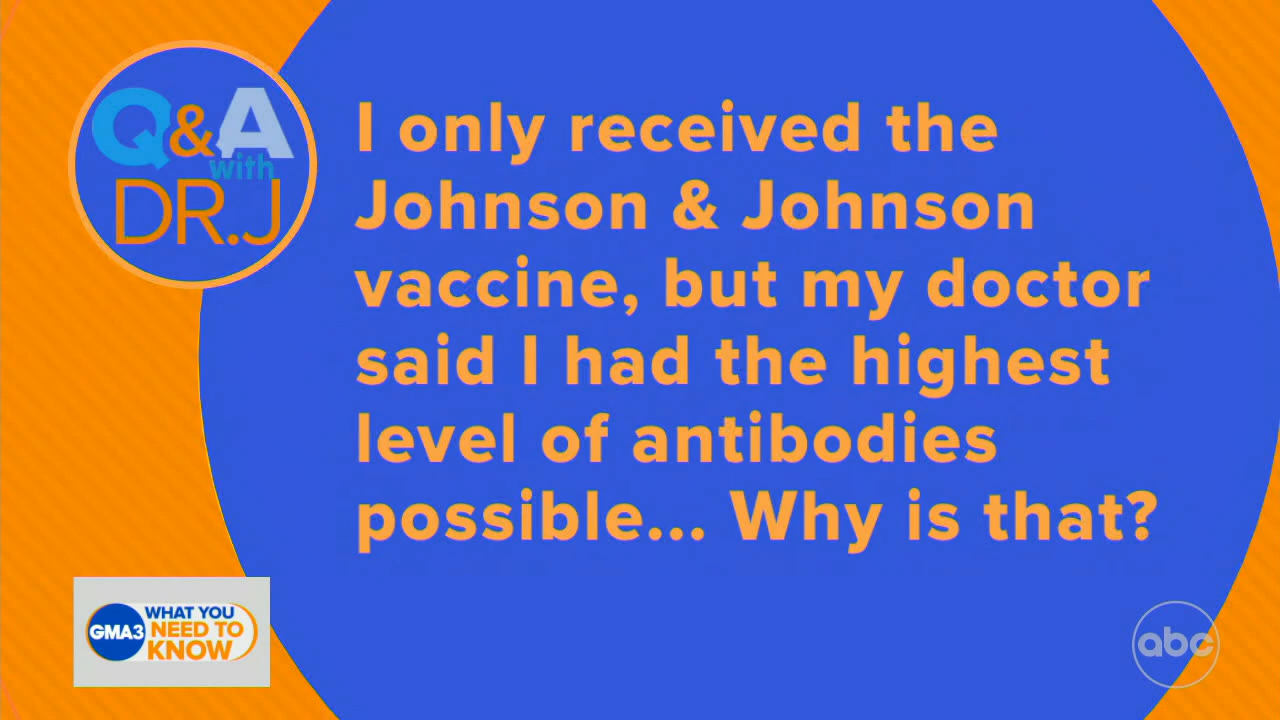 Q&A
with
DR.J
I only received the
Johnson & Johnson
vaccine, but my doctor
said I had the highest
level of antibodies
possible... Why is that?
GMA3
WHAT YOU
NEED TO
KNOW
abc